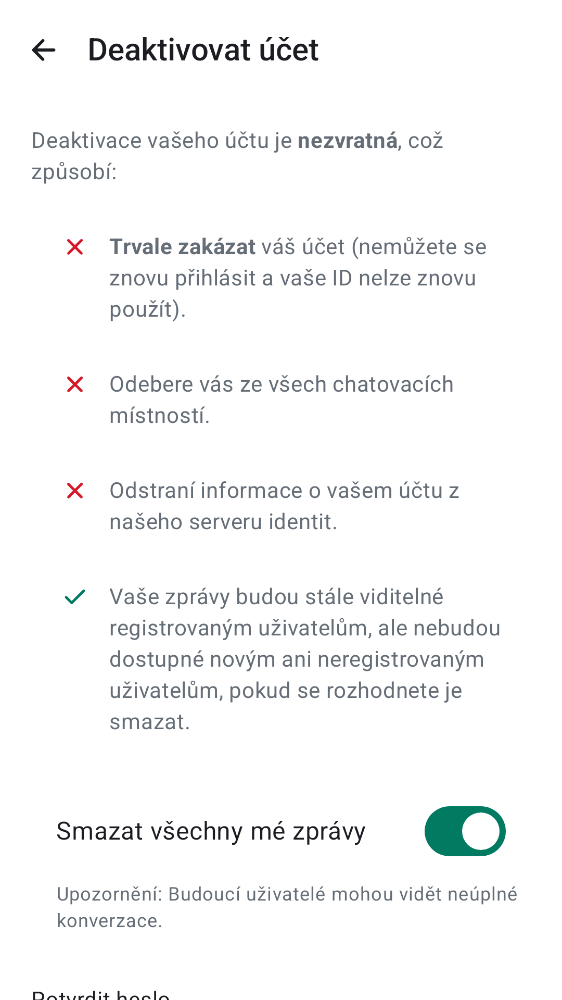 Deaktivovat účet
Deaktivace vašeho účtu je nezvratná, což
způsobí:
Trvale zakázat váš účet (nemůžete se
znovu přihlásit a vaše ID nelze znovu
použít).
Odebere vás ze všech chatovacích
místností.
Odstraní informace o vašem účtu z
našeho serveru identit.
Vaše zprávy budou stále viditelné
registrovaným uživatelům, ale nebudou
dostupné novým ani neregistrovaným
uživatelům, pokud se rozhodnete je
smazat.
Smazat všechny mé zprávy
Upozornění: Budoucí uživatelé mohou vidět neúplné
konverzace.
Potvrdit heslo